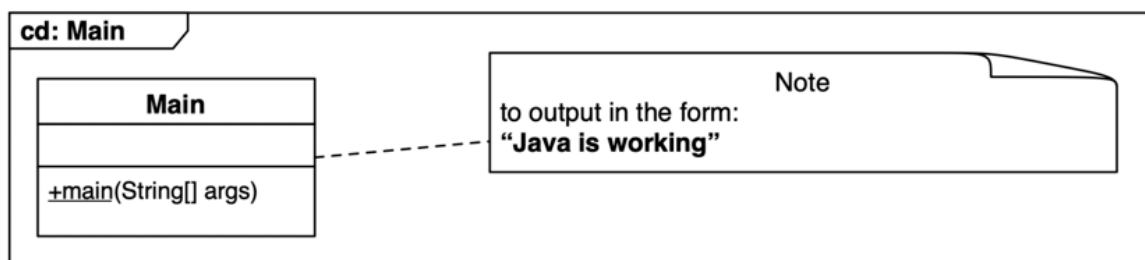 cd: Main
Main
+main(String[] args)
Note
to output in the form:
“Java is working”